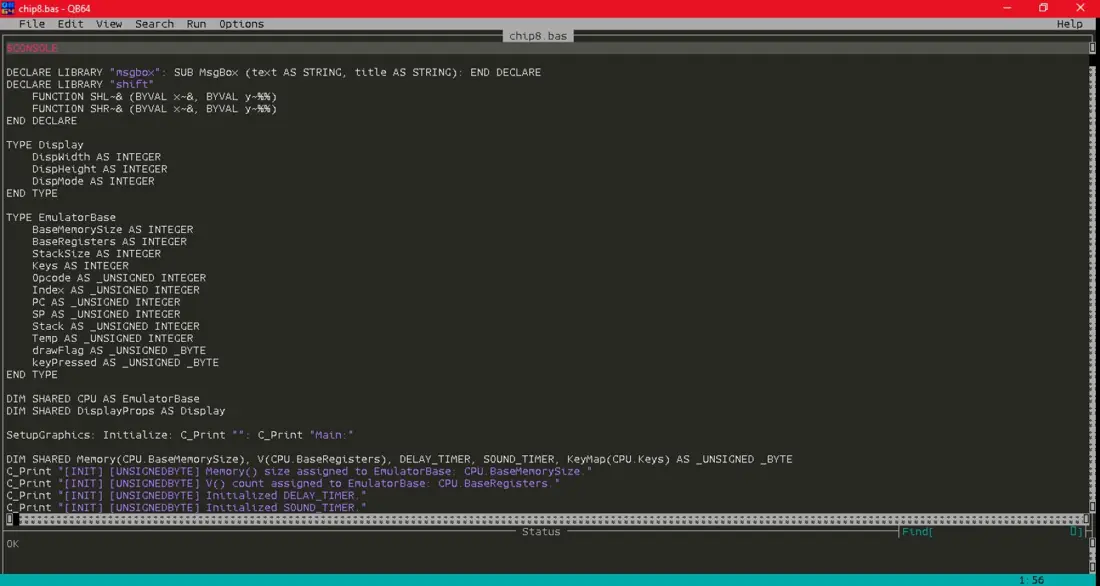 chip8.bas - QB64
File Edit View Search Run Options Help
chip8.bas
$CONSOLE
DECLARE LIBRARY "msgbox": SUB MsgBox (text AS STRING, title AS STRING): END DECLARE
DECLARE LIBRARY "shift"
FUNCTION SHL~& (BYVAL x~&, BYVAL y~%%)
FUNCTION SHR~& (BYVAL x~&, BYVAL y~%%)
END DECLARE
TYPE Display
DispWidth AS INTEGER
DispHeight AS INTEGER
DispMode AS INTEGER
END TYPE
TYPE EmulatorBase
BaseMemorySize AS INTEGER
BaseRegisters AS INTEGER
StackSize AS INTEGER
Keys AS INTEGER
Opcode AS _UNSIGNED INTEGER
Index AS _UNSIGNED INTEGER
PC AS _UNSIGNED INTEGER
SP AS _UNSIGNED INTEGER
Stack AS _UNSIGNED INTEGER
Temp AS _UNSIGNED INTEGER
drawFlag AS _UNSIGNED _BYTE
keyPressed AS _UNSIGNED _BYTE
END TYPE
DIM SHARED CPU AS EmulatorBase
DIM SHARED DisplayProps AS Display
SetupGraphics: Initialize: C_Print "": C_Print "Main:"
DIM SHARED Memory(CPU.BaseMemorySize), V(CPU.BaseRegisters), DELAY_TIMER, SOUND_TIMER, KeyMap(CPU.Keys) AS _UNSIGNED _BYTE
C_Print "[INIT] [UNSIGNEDBYTE] Memory() size assigned to EmulatorBase: CPU.BaseMemorySize."
C_Print "[INIT] [UNSIGNEDBYTE] V() count assigned to EmulatorBase: CPU.BaseRegisters."
C_Print "[INIT] [UNSIGNEDBYTE] Initialized DELAY_TIMER."
C_Print "[INIT] [UNSIGNEDBYTE] Initialized SOUND_TIMER."
Status
Find[
OK
1:56